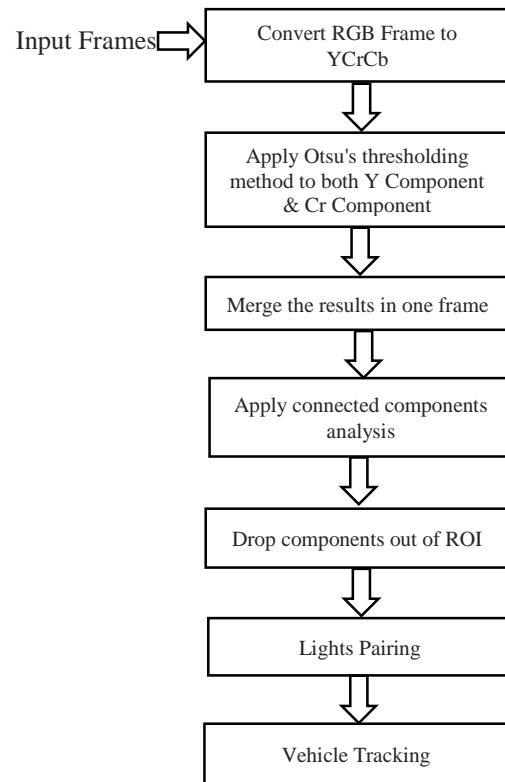 Input Frames
Convert RGB Frame to
YCrCb
Apply Otsu's thresholding
method to both Y Component
& Cr Component
Merge the results in one frame
Apply connected components
analysis
Drop components out of ROI
Lights Pairing
Vehicle Tracking